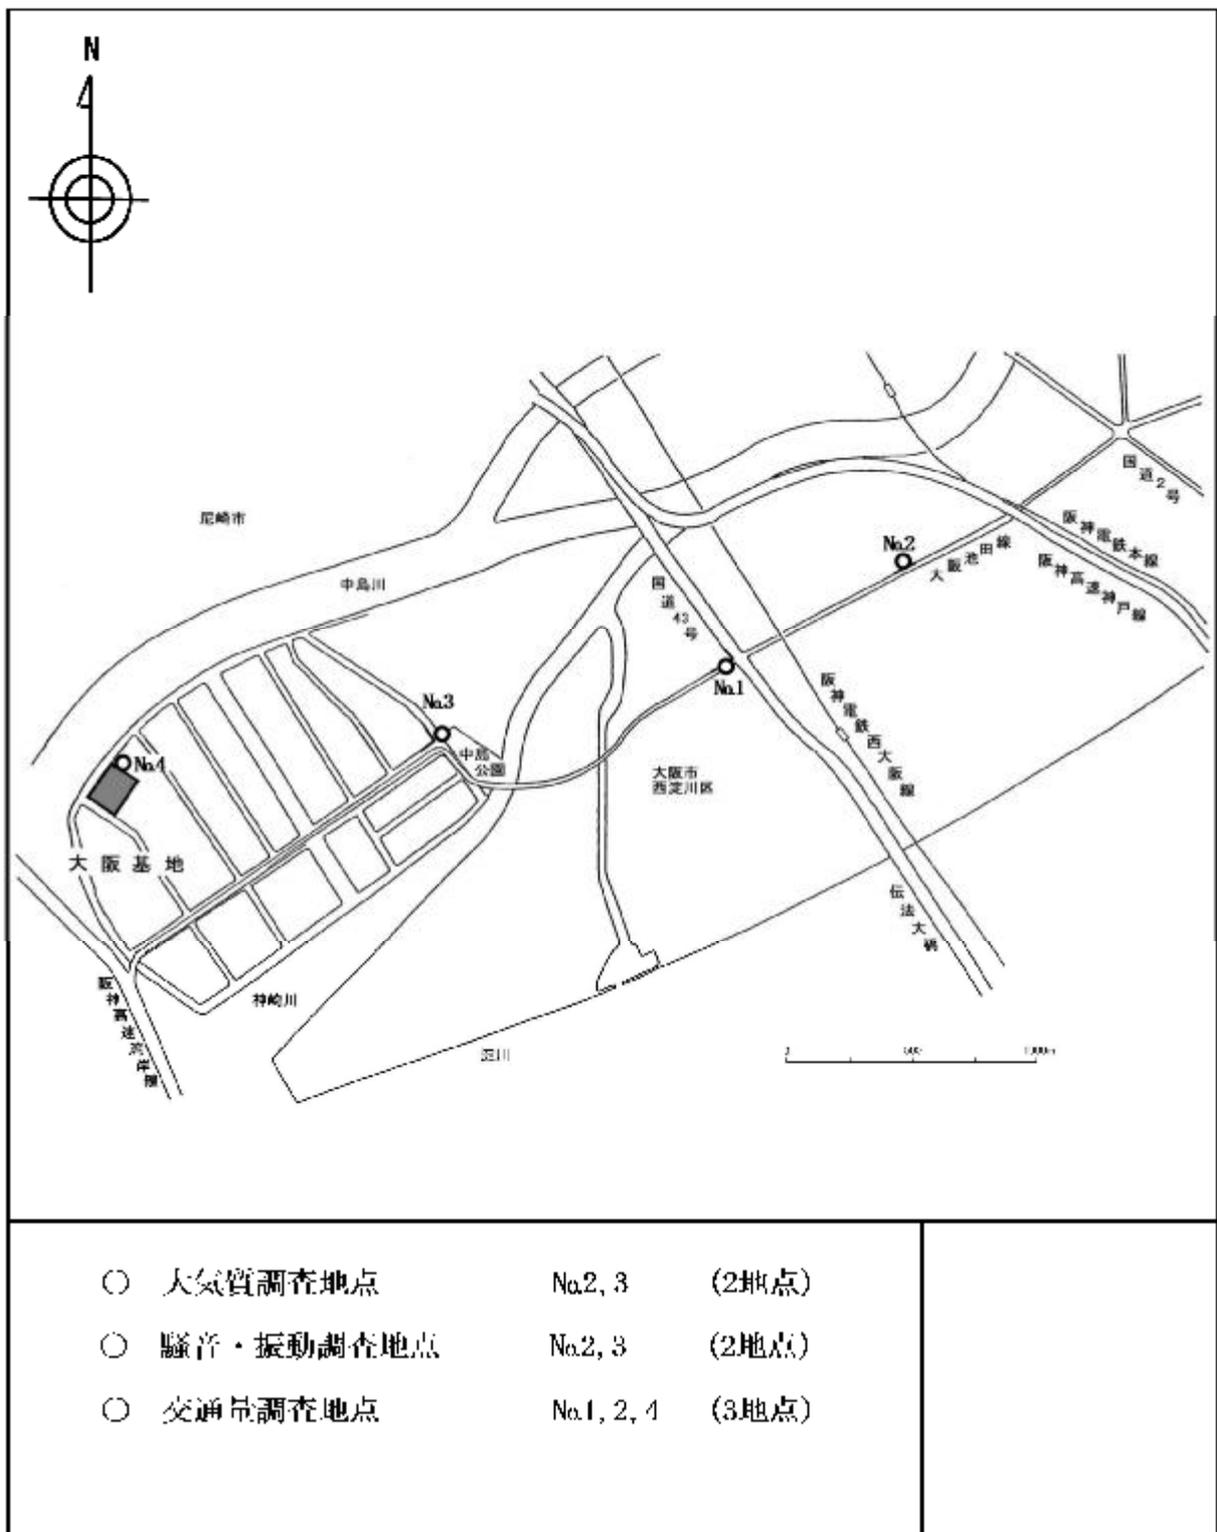 N
尼崎市
中島川
国道2号
阪神電鉄本線
阪神高速神戸線
No.2
大阪池田線
国道43号
No.1
阪神電鉄西大阪線
No.3
中島
公園
大阪市
西淀川区
No.4
大阪基地
伝法大橋
阪神高速湾岸線
神崎川
淀川
0 500 1000m
○ 大気質調査地点 No.2, 3 (2地点)
○ 騒音・振動調査地点 No.2, 3 (2地点)
○ 交通量調査地点 No.1, 2, 4 (3地点)